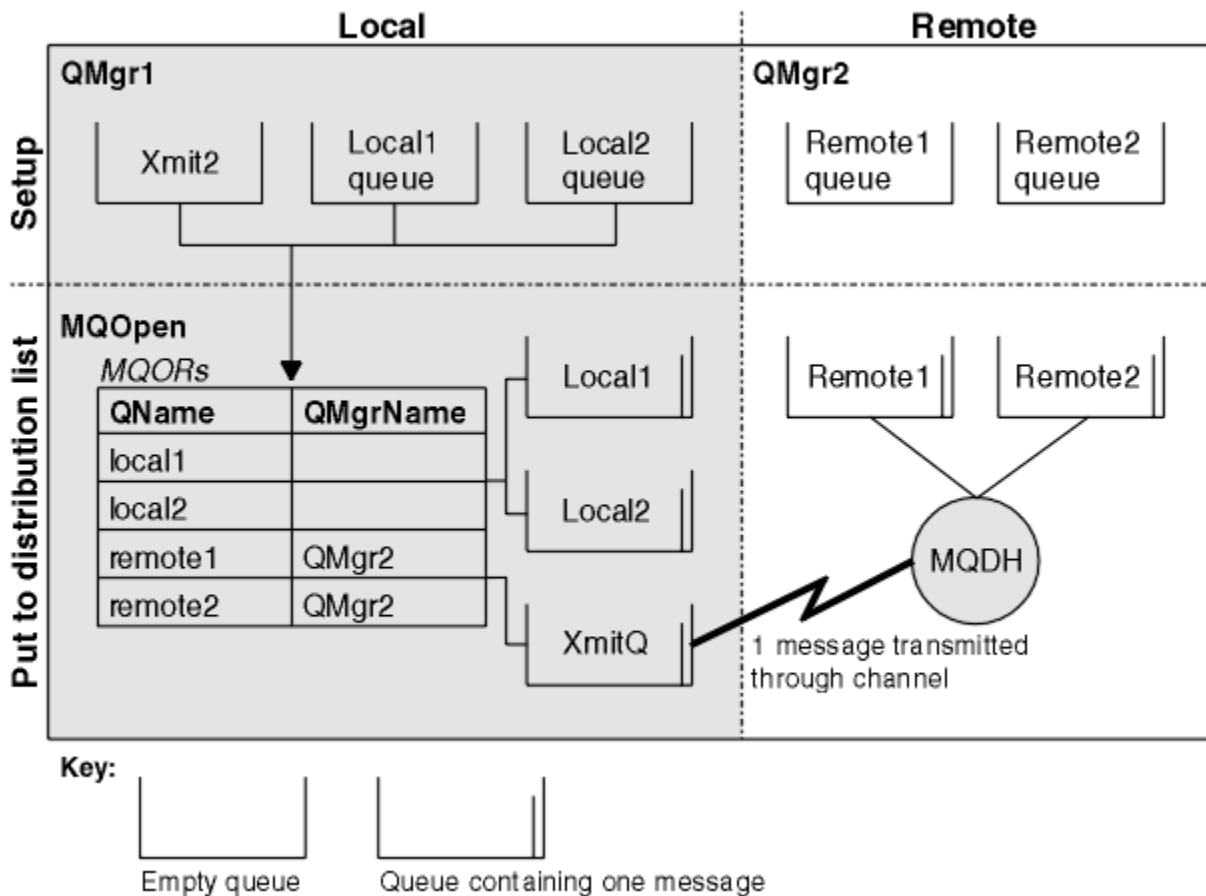 Local
Remote
QMgr1
QMgr2
Setup
Xmit2
Local1
queue
Local2
queue
Remote1
queue
Remote2
queue
Put to distribution list
MQOpen
MQORs
QName
QMgrName
local1
local2
remote1
QMgr2
remote2
QMgr2
Local1
Local2
XmitQ
Remote1
Remote2
MQDH
1 message transmitted
through channel
Key:
Empty queue
Queue containing one message